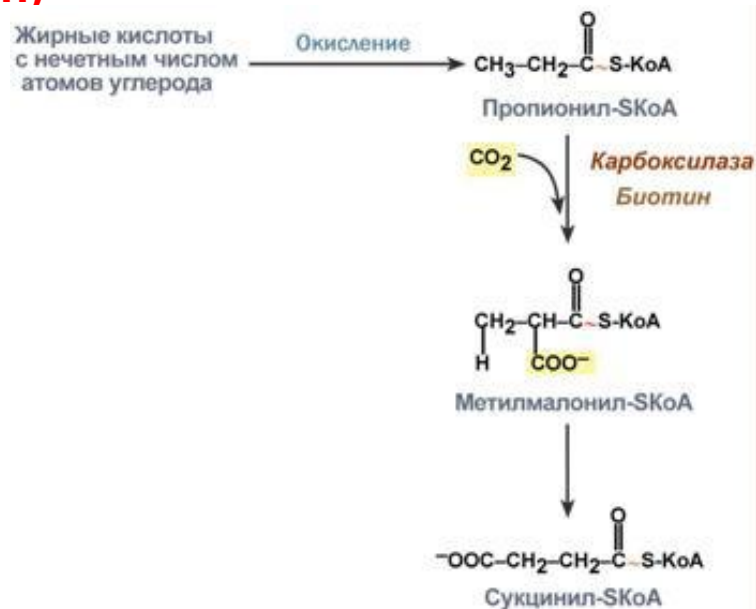 Жирные кислоты
с нечетным числом
атомов углерода
Окисление
O
CH₃–CH₂–C~S-KoA
Пропионил-SKoA
CO₂
Карбоксилаза
Биотин
O
CH₂–CH–C~S-KoA
H COO⁻
Метилмалонил-SKoA
O
⁻OOC–CH₂–CH₂–C~S-KoA
Сукцинил-SKoA